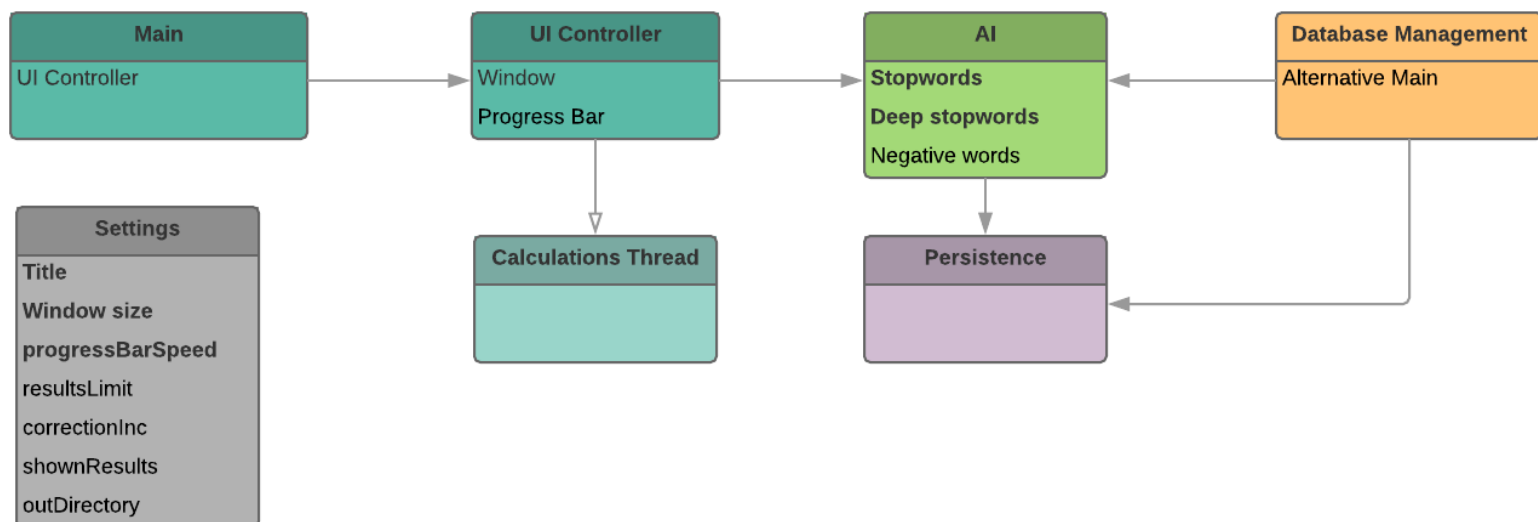 Main
UI Controller
UI Controller
Window
Progress Bar
AI
Stopwords
Deep stopwords
Negative words
Database Management
Alternative Main
Settings
Title
Window size
progressBarSpeed
resultsLimit
correctionInc
shownResults
outDirectory
Calculations Thread
Persistence